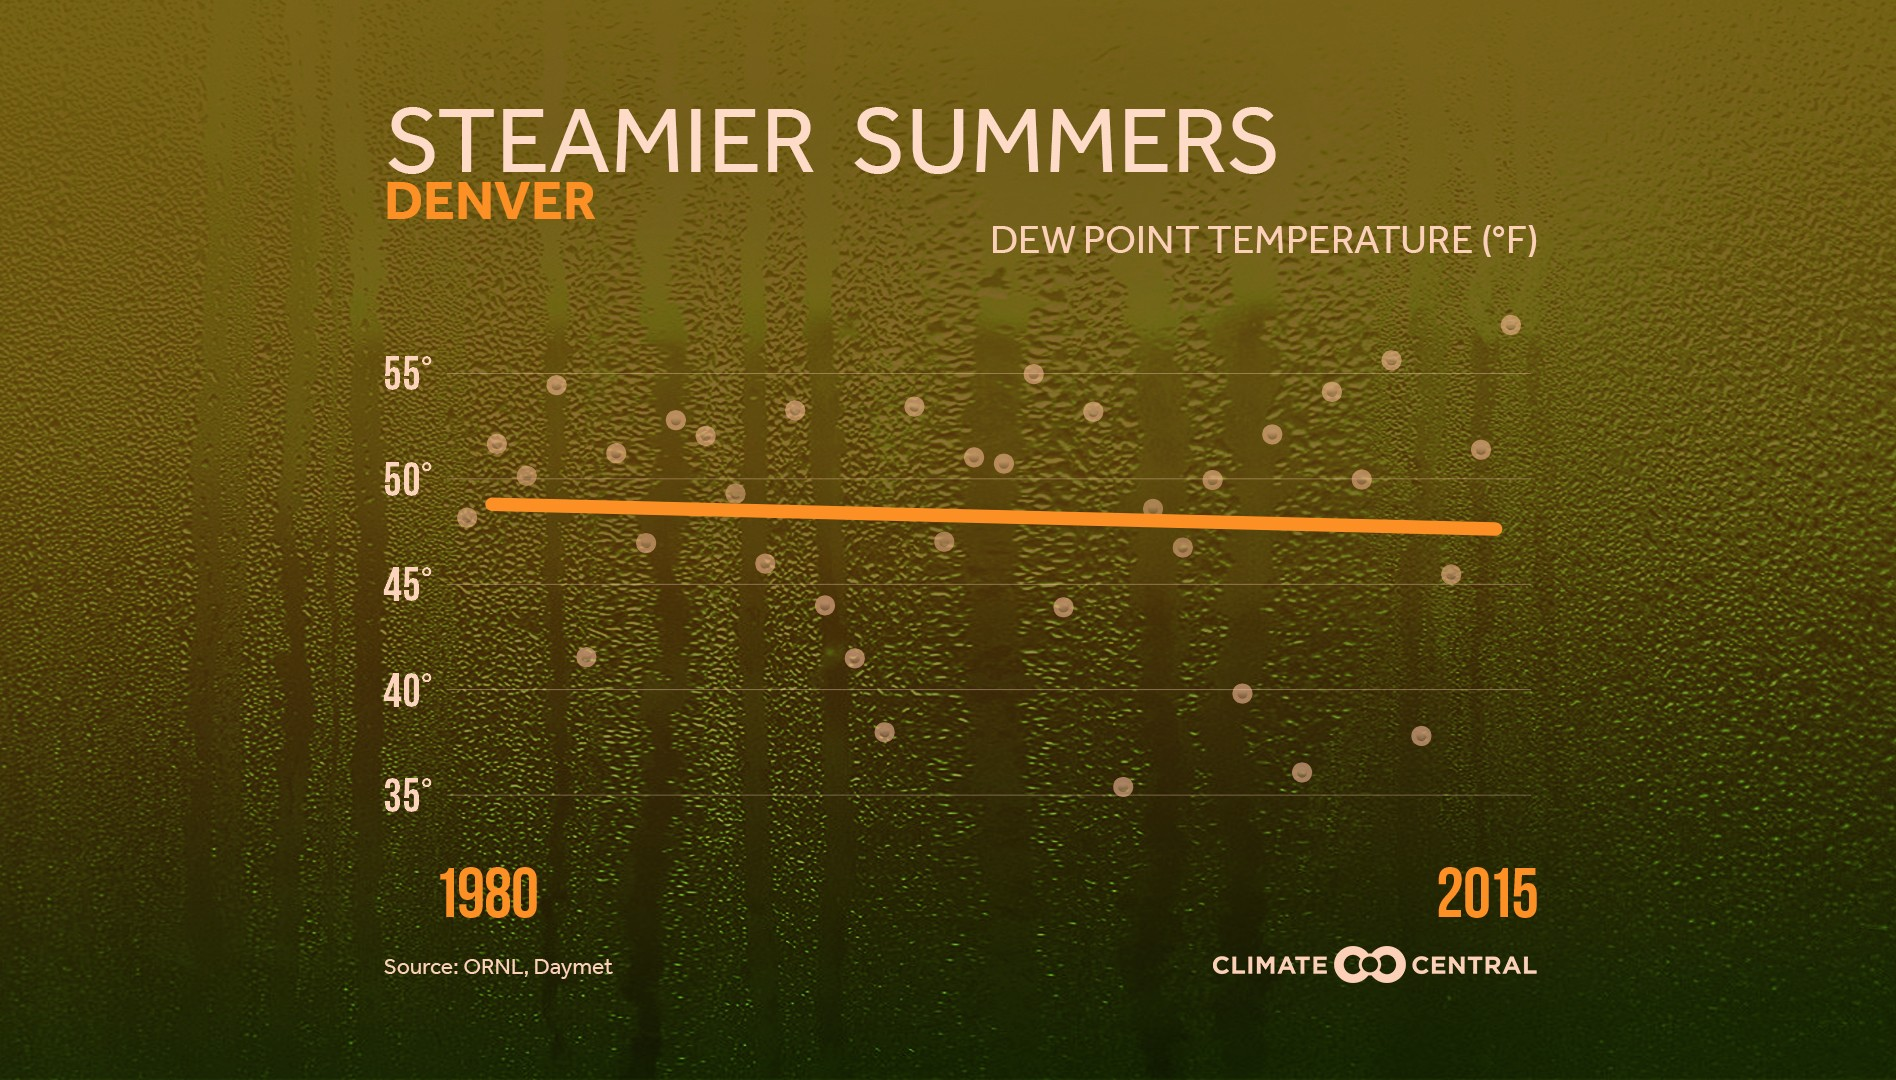 STEAMIER SUMMERS
DENVER
DEW POINT TEMPERATURE (°F)
55°
50°
45°
40°
35°
1980
2015
Source: ORNL, Daymet
CLIMATE CENTRAL